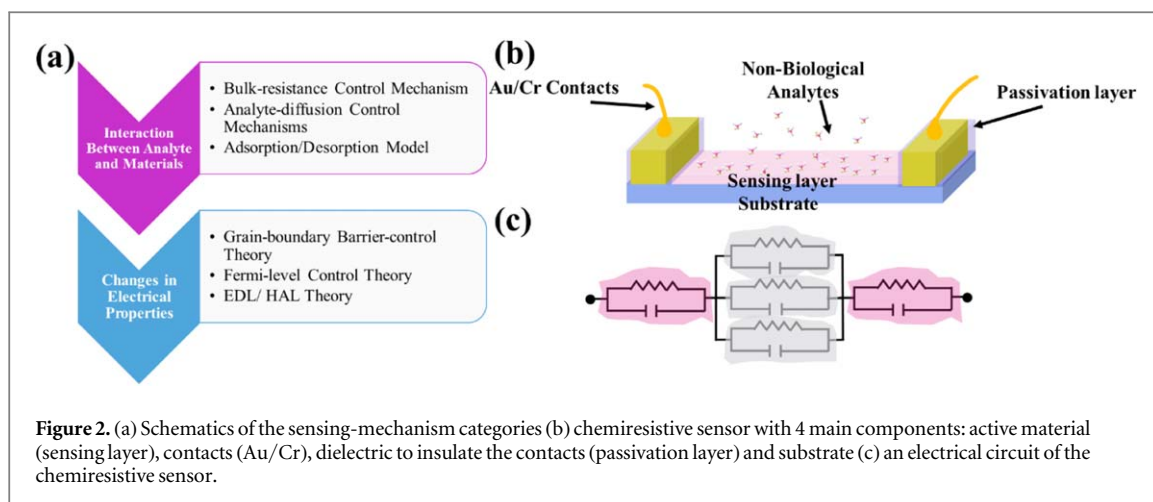 (a)
Interaction
Between Analyte
and Materials
• Bulk-resistance Control Mechanism
• Analyte-diffusion Control
Mechanisms
• Adsorption/Desorption Model
Changes in
Electrical
Properties
• Grain-boundary Barrier-control
Theory
• Fermi-level Control Theory
• EDL/ HAL Theory
(b)
Au/Cr Contacts
Non-Biological
Analytes
Passivation layer
Sensing layer
Substrate
(c)
Figure 2. (a) Schematics of the sensing-mechanism categories (b) chemiresistive sensor with 4 main components: active material
(sensing layer), contacts (Au/Cr), dielectric to insulate the contacts (passivation layer) and substrate (c) an electrical circuit of the
chemiresistive sensor.